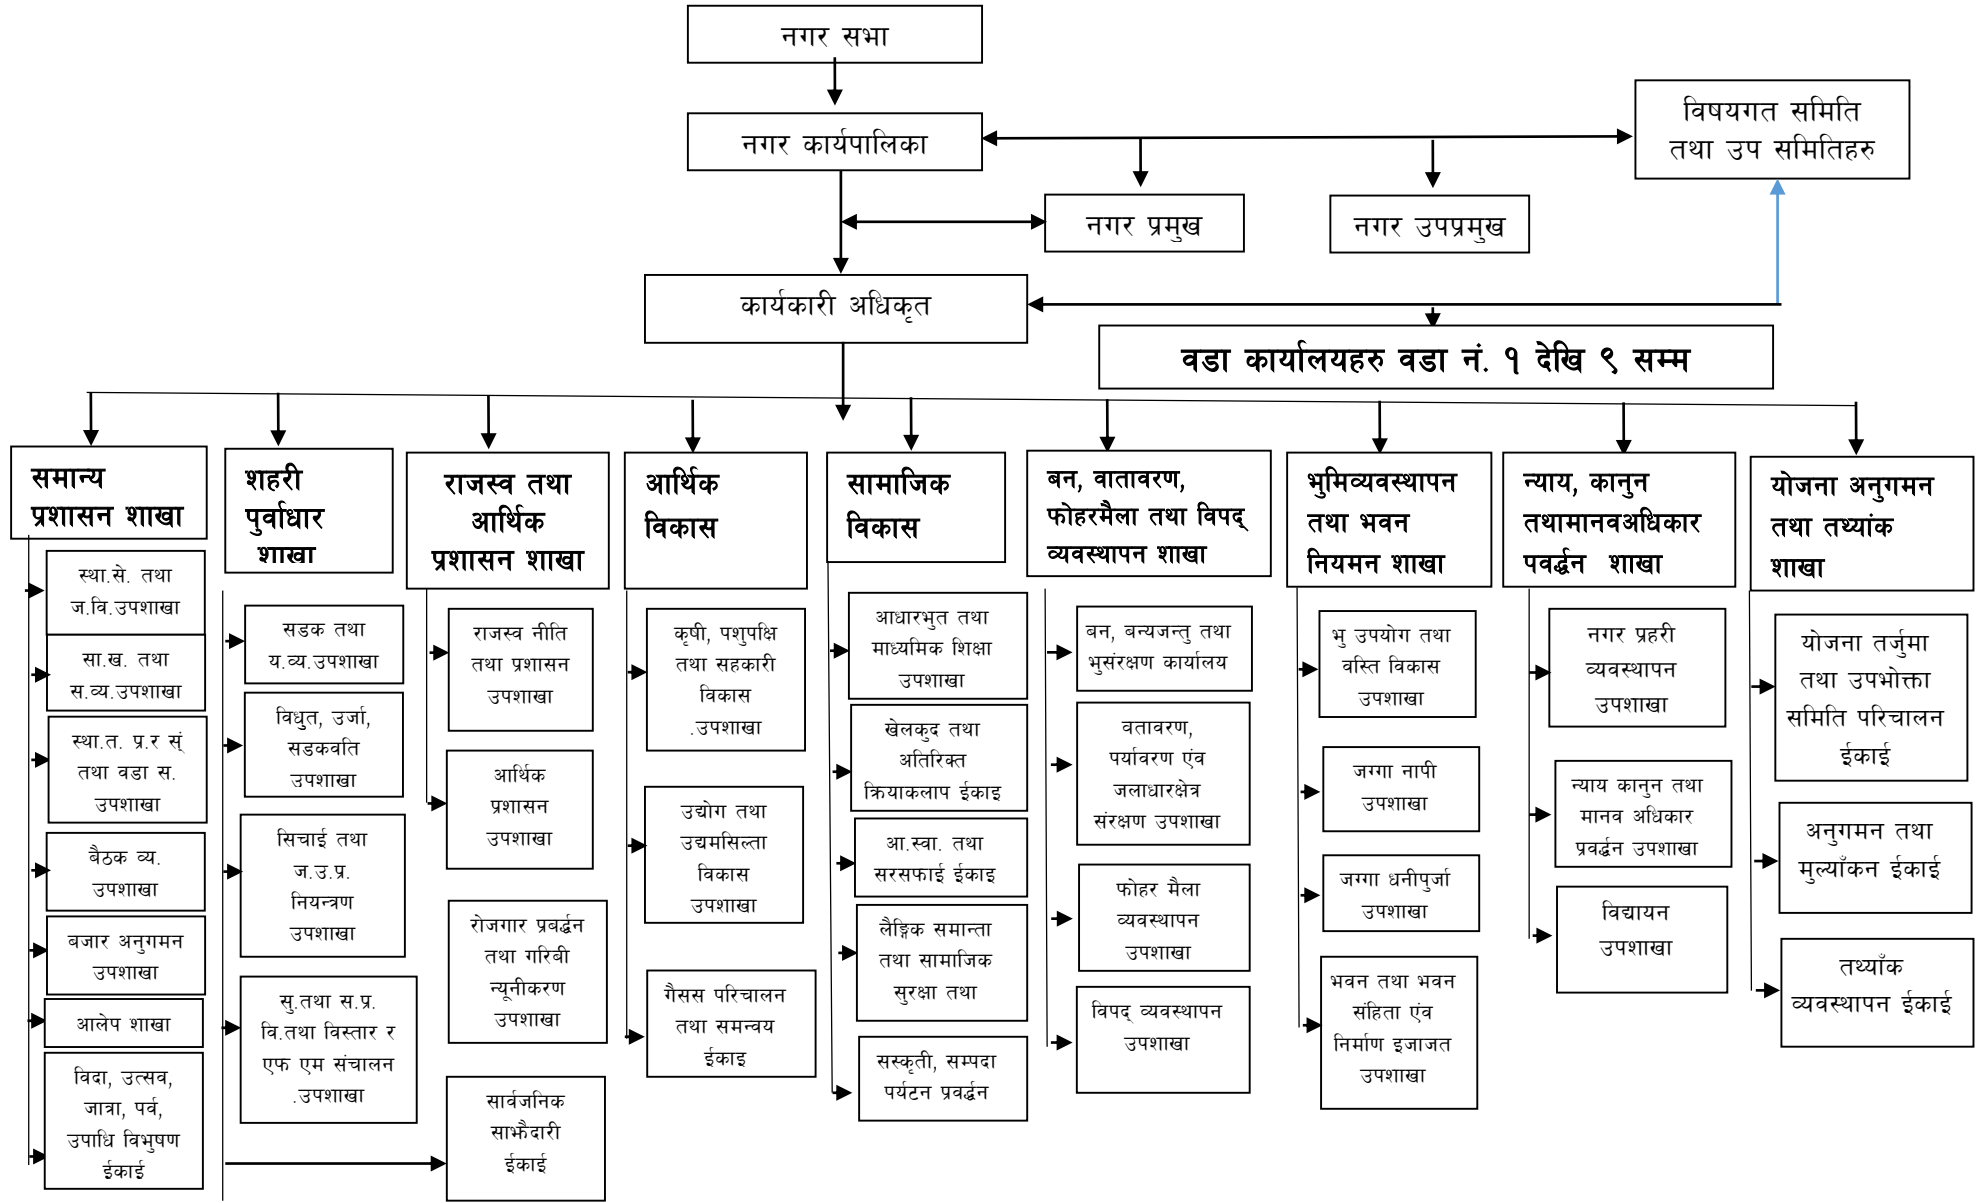 नगर सभा
नगर कार्यपालिका
विषयगत समिति
तथा उप समितिहरु
नगर प्रमुख
नगर उपप्रमुख
कार्यकारी अधिकृत
वडा कार्यालयहरु वडा नं. १ देखि ९ सम्म
समान्य
प्रशासन शाखा
स्था.से. तथा
ज.वि.उपशाखा
सा.ख. तथा
स.व्य.उपशाखा
स्था.त. प्र.र सं
तथा वडा स.
उपशाखा
बैठक व्य.
उपशाखा
बजार अनुगमन
उपशाखा
आलेप शाखा
विदा, उत्सव,
जात्रा, पर्व,
उपाधि विभुषण
ईकाई
शहरी
पुर्वाधार
शाखा
सडक तथा
य.व्य.उपशाखा
विधुत, उर्जा,
सडकवति
उपशाखा
सिचाई तथा
ज.उ.प्र.
नियन्त्रण
उपशाखा
सु.तथा स.प्र.
वि.तथा विस्तार र
एफ एम संचालन
.उपशाखा
राजस्व तथा
आर्थिक
प्रशासन शाखा
राजस्व नीति
तथा प्रशासन
उपशाखा
आर्थिक
प्रशासन
उपशाखा
रोजगार प्रबर्द्धन
तथा गरिबी
न्यूनीकरण
उपशाखा
सार्वजनिक
साझैदारी
ईकाई
आर्थिक
विकास
कृषी, पशुपक्षि
तथा सहकारी
विकास
.उपशाखा
उद्योग तथा
उद्यमसिल्ता
विकास
उपशाखा
गैसस परिचालन
तथा समन्वय
ईकाइ
सामाजिक
विकास
आधारभुत तथा
माध्यमिक शिक्षा
उपशाखा
खेलकुद तथा
अतिरिक्त
क्रियाकलाप ईकाइ
आ.स्वा. तथा
सरसफाई ईकाइ
लैङ्गिक समान्ता
तथा सामाजिक
सुरक्षा तथा
सस्कृती, सम्पदा
पर्यटन प्रवर्द्धन
बन, वातावरण,
फोहरमैला तथा विपद्
व्यवस्थापन शाखा
बन, बन्यजन्तु तथा
भुसंरक्षण कार्यालय
वतावरण,
पर्यावरण एंव
जलाधारक्षेत्र
संरक्षण उपशाखा
फोहर मैला
व्यवस्थापन
उपशाखा
विपद् व्यवस्थापन
उपशाखा
भुमिव्यवस्थापन
तथा भवन
नियमन शाखा
भु उपयोग तथा
वस्ति विकास
उपशाखा
जग्गा नापी
उपशाखा
जग्गा धनीपुर्जा
उपशाखा
भवन तथा भवन
संहिता एंव
निर्माण इजाजत
उपशाखा
न्याय, कानुन
तथामानवअधिकार
पवर्द्धन शाखा
नगर प्रहरी
व्यवस्थापन
उपशाखा
न्याय कानुन तथा
मानव अधिकार
प्रवर्द्धन उपशाखा
विद्यायन
उपशाखा
योजना अनुगमन
तथा तथ्यांक
शाखा
योजना तर्जुमा
तथा उपभोक्ता
समिति परिचालन
ईकाई
अनुगमन तथा
मुल्याँकन ईकाई
तथ्याँक
व्यवस्थापन ईकाई